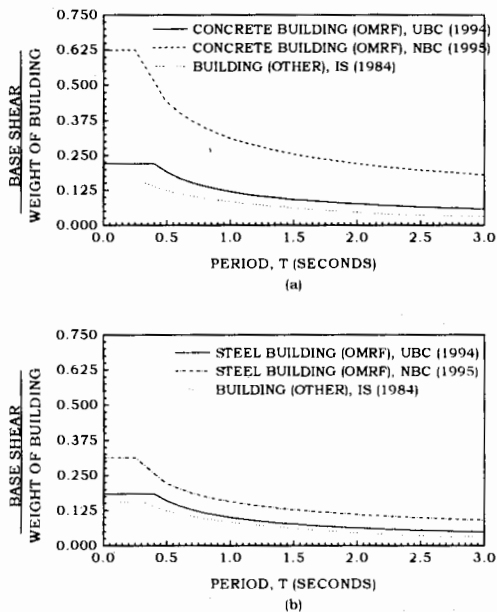 0.750
0.625
0.500
0.375
0.250
0.125
0.000
BASE SHEAR
WEIGHT OF BUILDING
CONCRETE BUILDING (OMRF), UBC (1994)
CONCRETE BUILDING (OMRF), NBC (1995)
BUILDING (OTHER), IS (1984)
0.0 0.5 1.0 1.5 2.0 2.5 3.0
PERIOD, T (SECONDS)
(a)
0.750
0.625
0.500
0.375
0.250
0.125
0.000
BASE SHEAR
WEIGHT OF BUILDING
STEEL BUILDING (OMRF), UBC (1994)
STEEL BUILDING (OMRF), NBC (1995)
BUILDING (OTHER), IS (1984)
0.0 0.5 1.0 1.5 2.0 2.5 3.0
PERIOD, T (SECONDS)
(b)